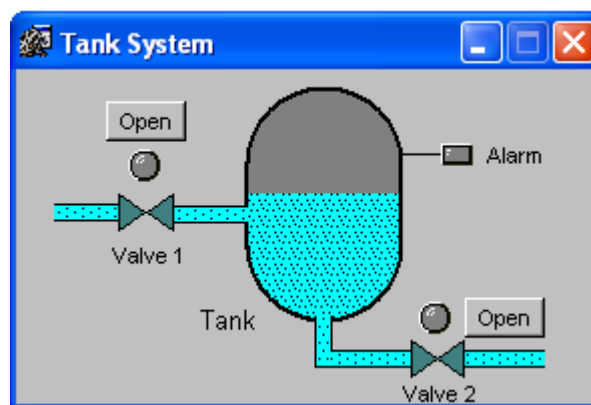 Tank System
Open
Alarm
Valve 1
Tank
Open
Valve 2